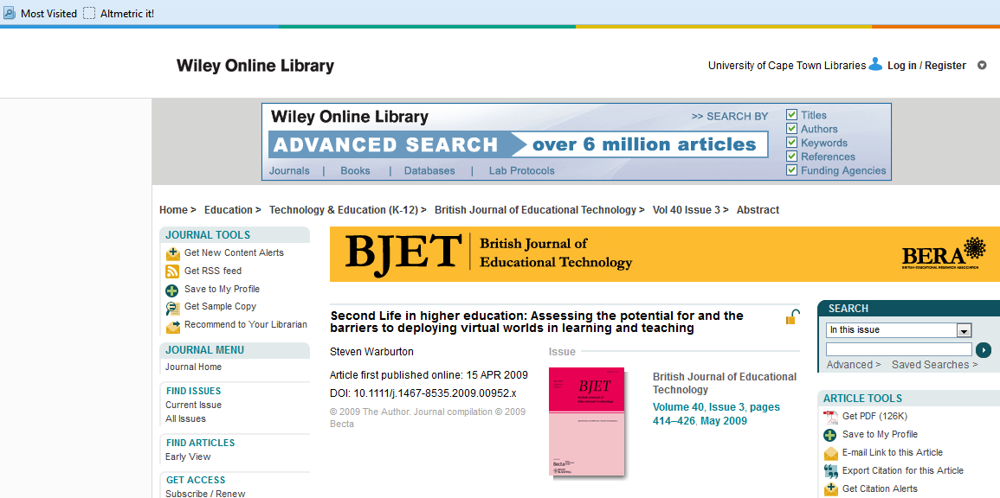 Most Visited
Altmetric it!
Wiley Online Library
University of Cape Town Libraries
Log in / Register
Wiley Online Library
>> SEARCH BY
ADVANCED SEARCH
over 6 million articles
Journals | Books | Databases | Lab Protocols
Titles
Authors
Keywords
References
Funding Agencies
Home > Education > Technology & Education (K-12) > British Journal of Educational Technology > Vol 40 Issue 3 > Abstract
JOURNAL TOOLS
Get New Content Alerts
Get RSS feed
Save to My Profile
Get Sample Copy
Recommend to Your Librarian
JOURNAL MENU
Journal Home
FIND ISSUES
Current Issue
All Issues
FIND ARTICLES
Early View
GET ACCESS
Subscribe / Renew
BJET
British Journal of
Educational Technology
BERA
BRITISH EDUCATIONAL RESEARCH ASSOCIATION
Second Life in higher education: Assessing the potential for and the
barriers to deploying virtual worlds in learning and teaching
Steven Warburton
Article first published online: 15 APR 2009
DOI: 10.1111/j.1467-8535.2009.00952.x
© 2009 The Author. Journal compilation © 2009
Becta
Issue
BJET
British Journal of Educational
Technology
Volume 40, Issue 3, pages
414–426, May 2009
SEARCH
In this issue
Advanced >
Saved Searches >
ARTICLE TOOLS
Get PDF (126K)
Save to My Profile
E-mail Link to this Article
Export Citation for this Article
Get Citation Alerts